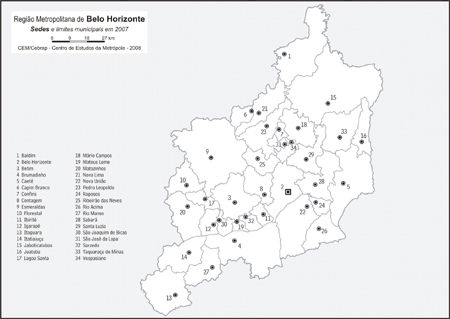 Região Metropolitana de Belo Horizonte
Sedes e limites municipais em 2007
0 9 18 27 km
GEM/Cebrap - Centro de Estudos da Metrópole - 2008
1 Baldim
2 Belo Horizonte
3 Betim
4 Brumadinho
5 Caeté
6 Capim Branco
7 Confins
8 Contagem
9 Esmeraldas
10 Florestal
11 Ibirité
12 Igarapé
13 Itaguara
14 Itatiaiuçu
15 Jaboticatubas
16 Juatuba
17 Lagoa Santa
18 Mário Campos
19 Mateus Leme
20 Matozinhos
21 Nova Lima
22 Nova União
23 Pedro Leopoldo
24 Raposos
25 Ribeirão das Neves
26 Rio Acima
27 Rio Manso
28 Sabará
29 Santa Luzia
30 São Joaquim de Bicas
31 São José da Lapa
32 Sarzedo
33 Taquaraçu de Minas
34 Vespasiano
1
15
6
21
23
7
18
33
16
31
34
9
25
29
10
17
3
8
2
28
5
20
22
24
12
30
19
32
11
26
4
14
27
13